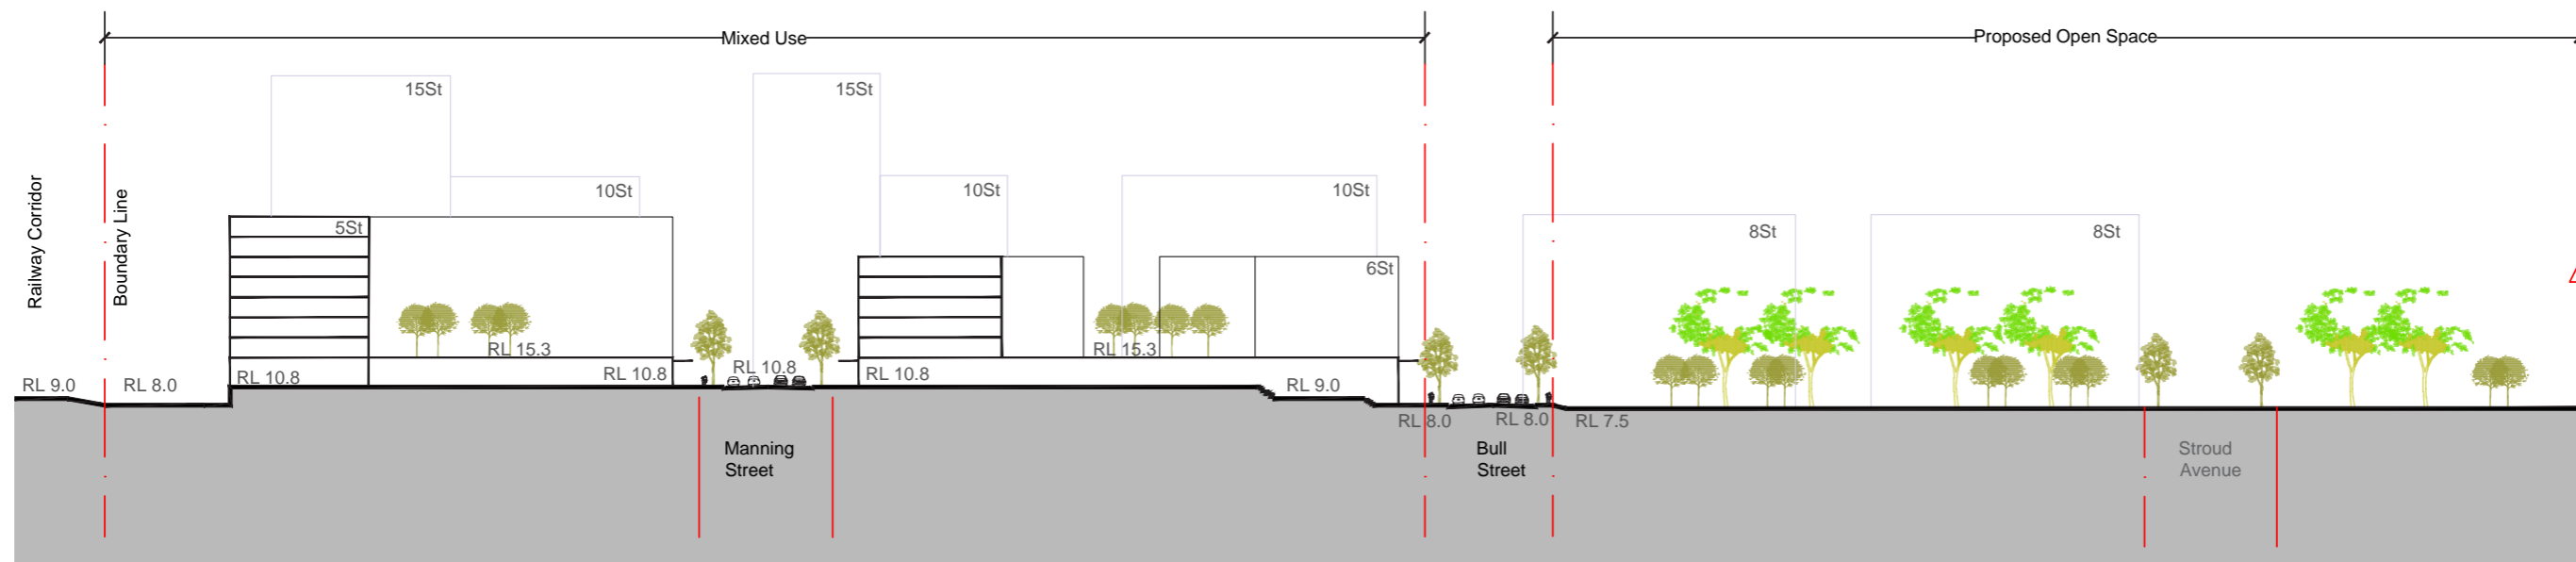 Mixed Use
Proposed Open Space
15St
15St
10St
10St
10St
5St
6St
8St
8St
Railway Corridor
Boundary Line
RL 15.3
RL 15.3
RL 9.0
RL 8.0
RL 10.8
RL 10.8
RL 10.8
RL 10.8
RL 9.0
RL 8.0
RL 8.0
RL 7.5
Manning
Street
Bull
Street
Stroud
Avenue